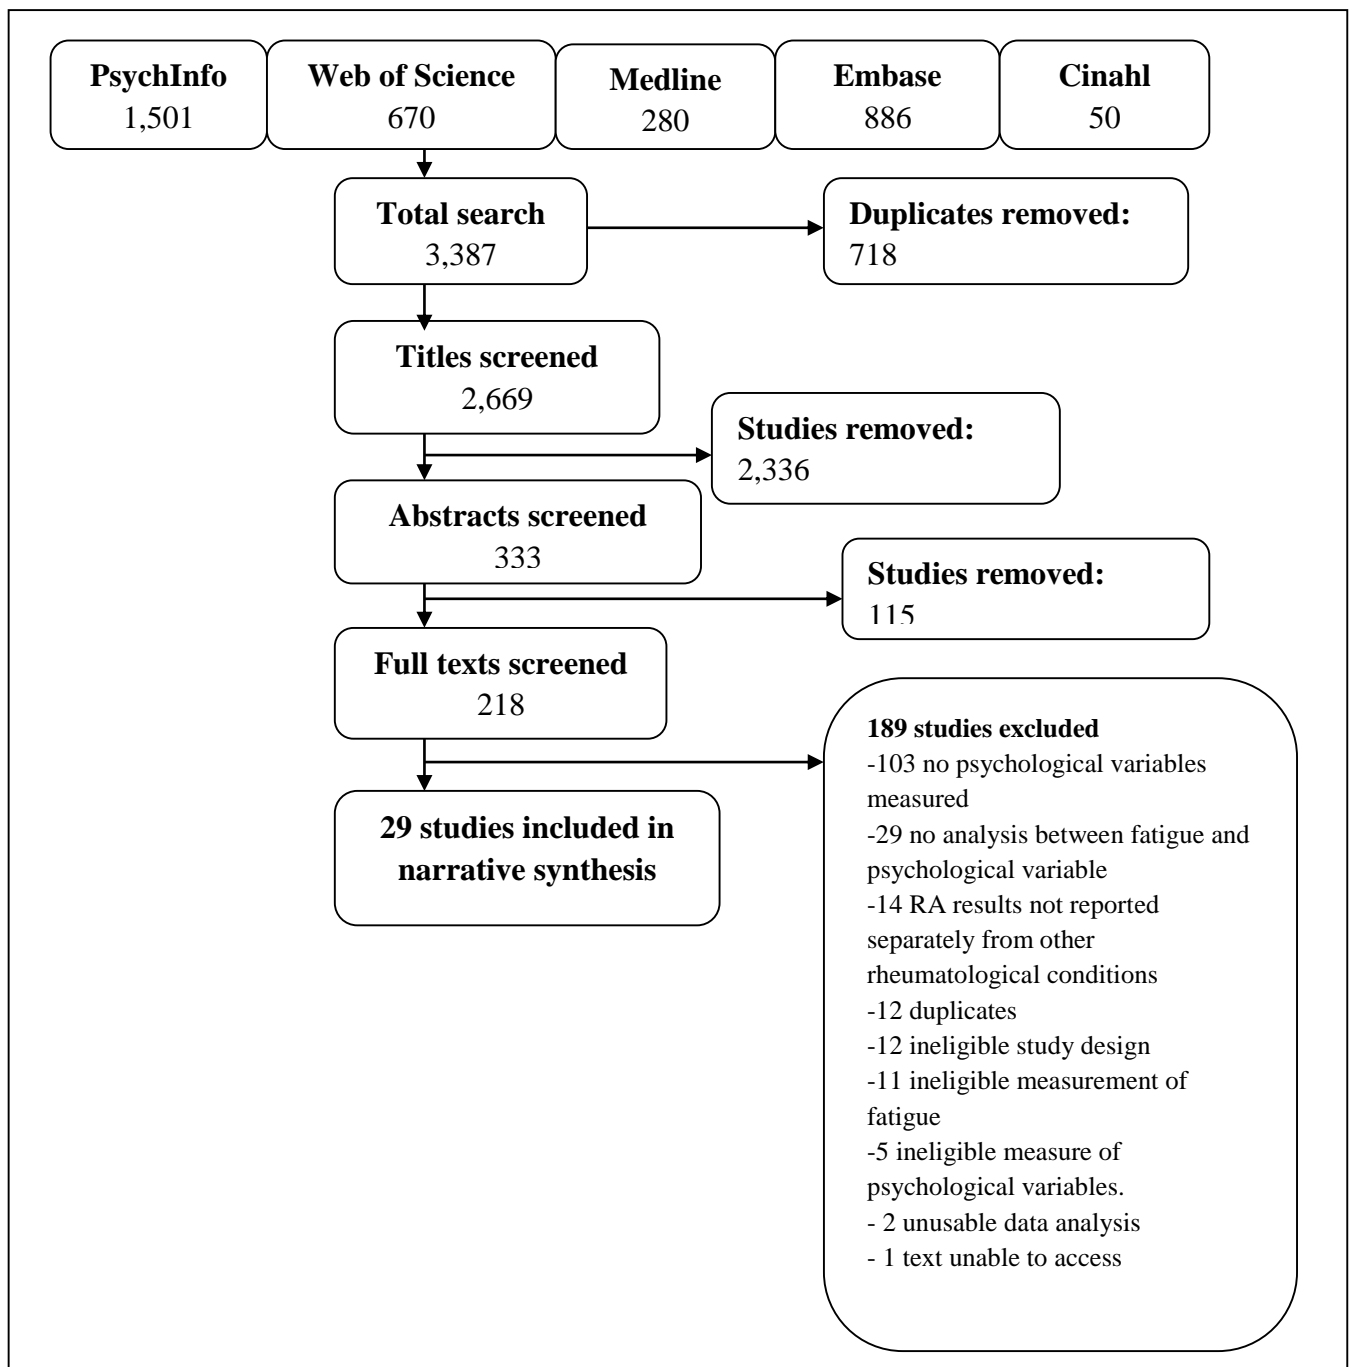 PsychInfo
1,501
Web of Science
670
Medline
280
Embase
886
Cinahl
50
Total search
3,387
Duplicates removed:
718
Titles screened
2,669
Studies removed:
2,336
Abstracts screened
333
Studies removed:
115
Full texts screened
218
189 studies excluded
-103 no psychological variables
measured
-29 no analysis between fatigue and
psychological variable
-14 RA results not reported
separately from other
rheumatological conditions
-12 duplicates
-12 ineligible study design
-11 ineligible measurement of
fatigue
-5 ineligible measure of
psychological variables.
- 2 unusable data analysis
- 1 text unable to access
29 studies included in
narrative synthesis